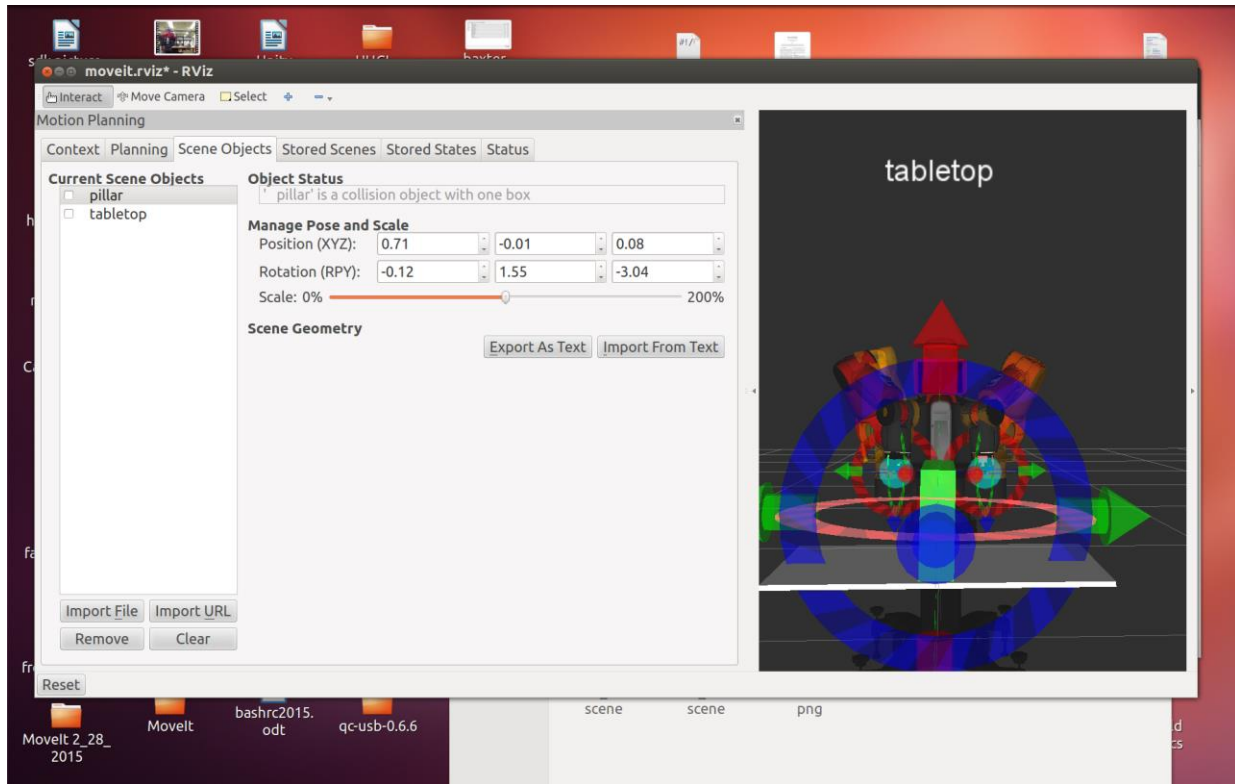 moveit.rviz* - RViz
Interact Move Camera Select
Motion Planning
Context Planning Scene Objects Stored Scenes Stored States Status
Current Scene Objects
pillar
tabletop
Object Status
' pillar' is a collision object with one box
Manage Pose and Scale
Position (XYZ): 0.71 -0.01 0.08
Rotation (RPY): -0.12 1.55 -3.04
Scale: 0% 200%
Scene Geometry
Export As Text Import From Text
Import File Import URL
Remove Clear
Reset
tabletop
MoveIt 2_28_
2015
MoveIt
bashrc2015.
odt
qc-usb-0.6.6
scene
scene
png